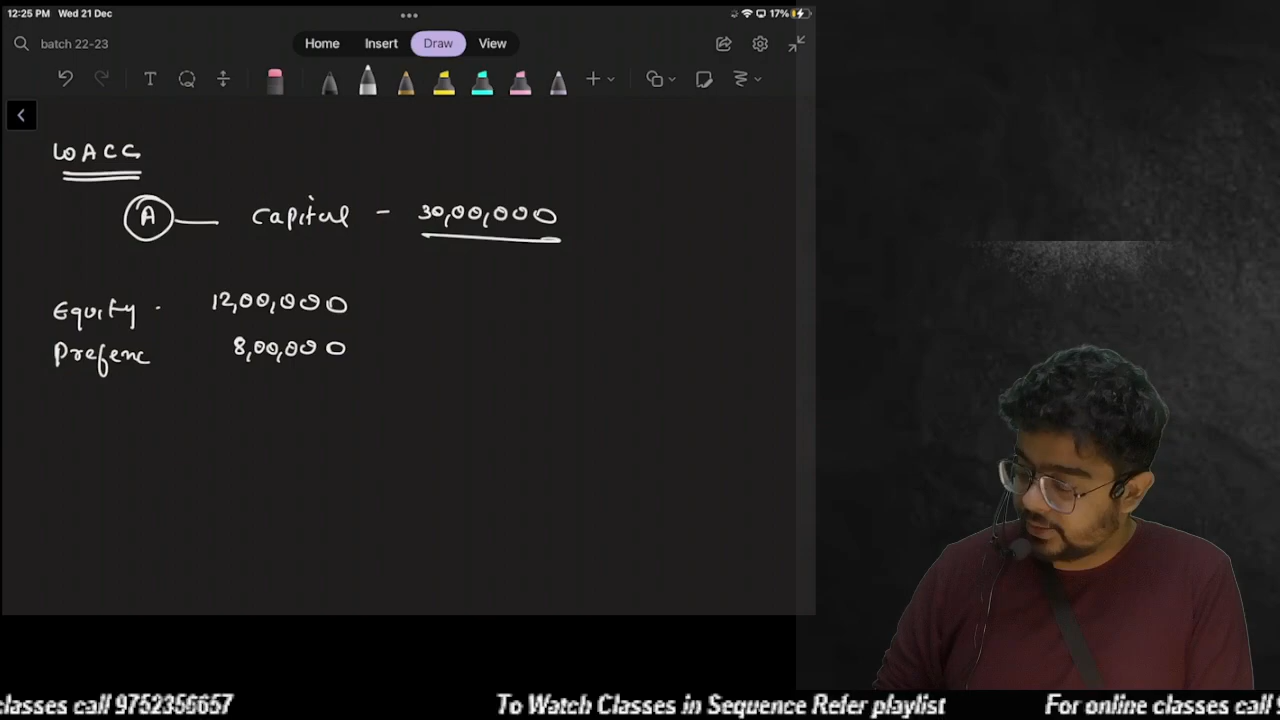 12:25 PM Wed 21 Dec
17%
batch 22-23
Home Insert Draw View
WACC
A — Capital - 30,00,000
Equity - 12,00,000
Prefenc 8,00,000
classes call 9752356657 To Watch Classes in Sequence Refer playlist For online classes call